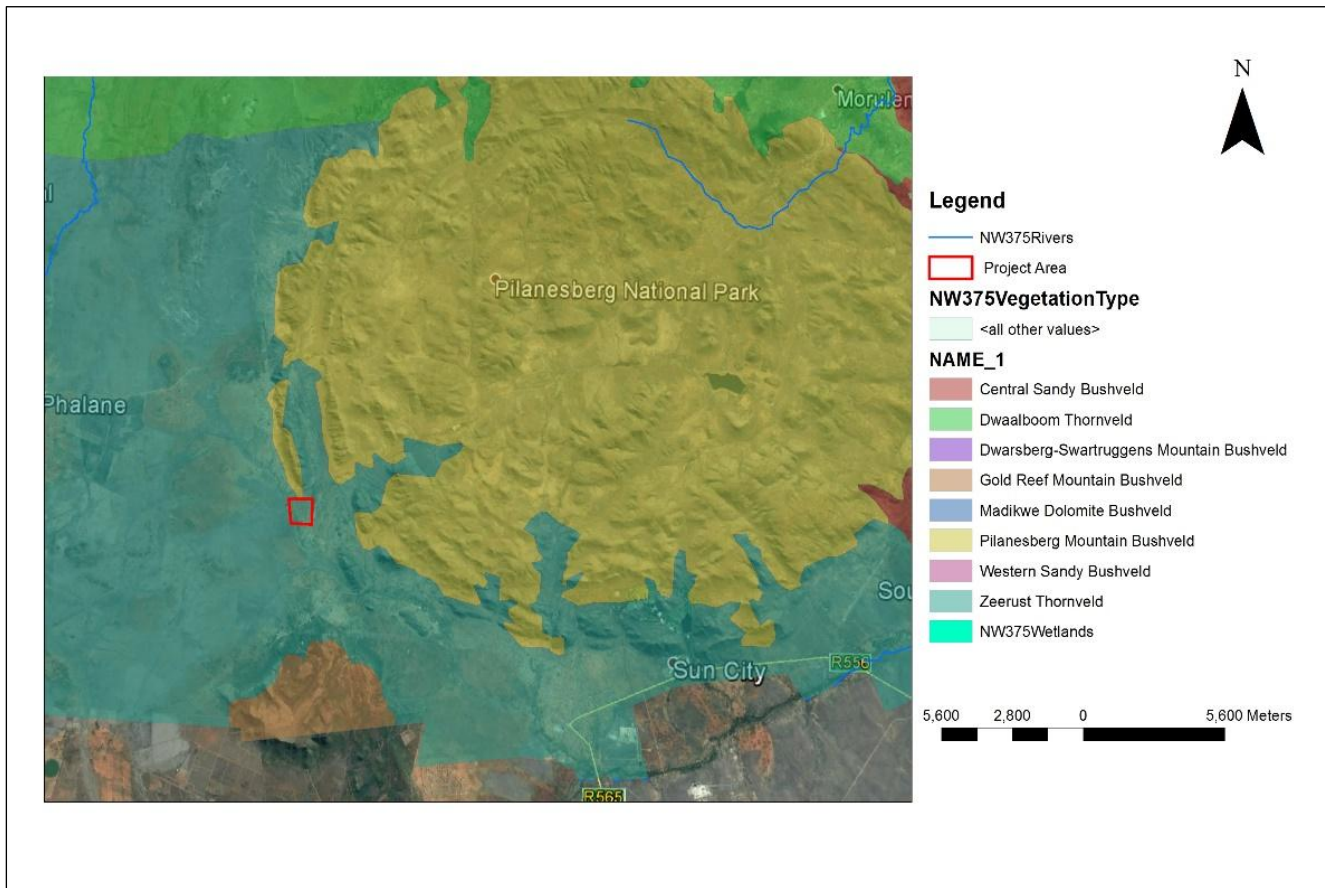 N
Morulen
Pilanesberg National Park
Phalane
Sou
Sun City
R556
R565
Legend
NW375Rivers
Project Area
NW375VegetationType
<all other values>
NAME_1
Central Sandy Bushveld
Dwaalboom Thornveld
Dwarsberg-Swartruggens Mountain Bushveld
Gold Reef Mountain Bushveld
Madikwe Dolomite Bushveld
Pilanesberg Mountain Bushveld
Western Sandy Bushveld
Zeerust Thornveld
NW375Wetlands
5,600 2,800 0 5,600 Meters